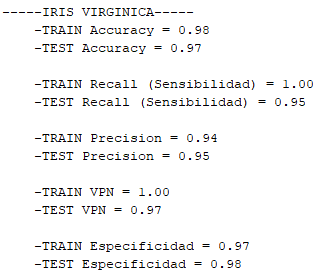 -----IRIS VIRGINICA-----
-TRAIN Accuracy = 0.98
-TEST Accuracy = 0.97
-TRAIN Recall (Sensibilidad) = 1.00
-TEST Recall (Sensibilidad) = 0.95
-TRAIN Precision = 0.94
-TEST Precision = 0.95
-TRAIN VPN = 1.00
-TEST VPN = 0.97
-TRAIN Especificidad = 0.97
-TEST Especificidad = 0.98